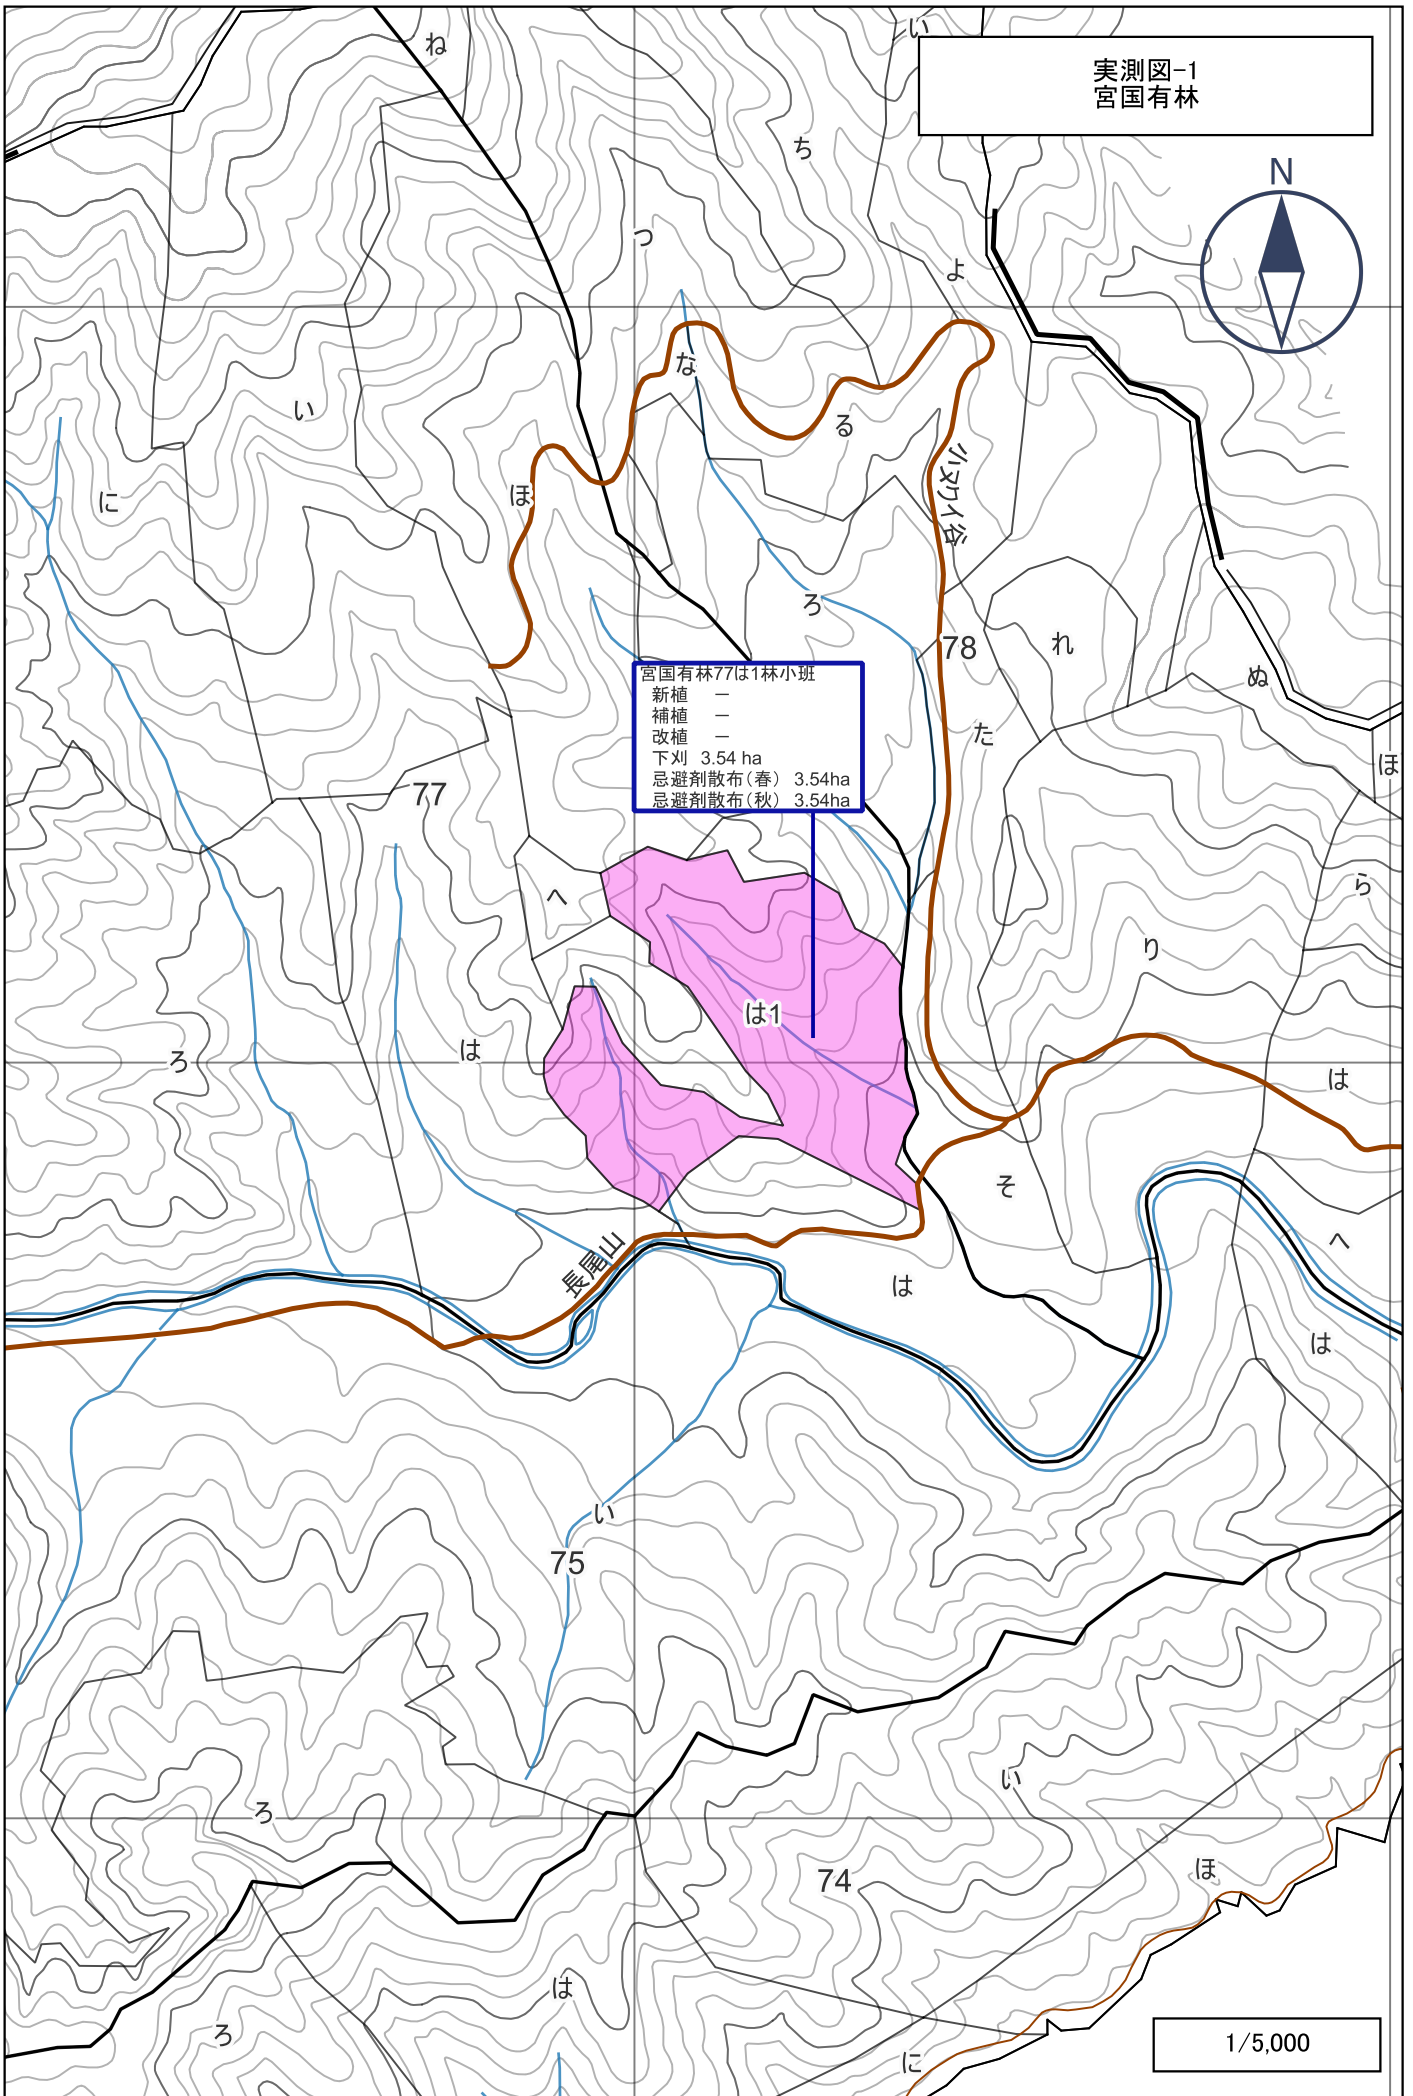 ね
い
実測図-1
宮国有林
ち
N
つ
よ
な
い
る
に
ほ
小ヌクイ谷
ろ
78
れ
ぬ
宮国有林77は1林小班
新植 －
補植 －
改植 －
下刈 3.54 ha
忌避剤散布（春） 3.54ha
忌避剤散布（秋） 3.54ha
た
ほ
77
へ
ら
り
は1
は
ろ
は
そ
長尾山
へ
は
は
い
75
い
ろ
74
ほ
は
ろ
に
1/5,000